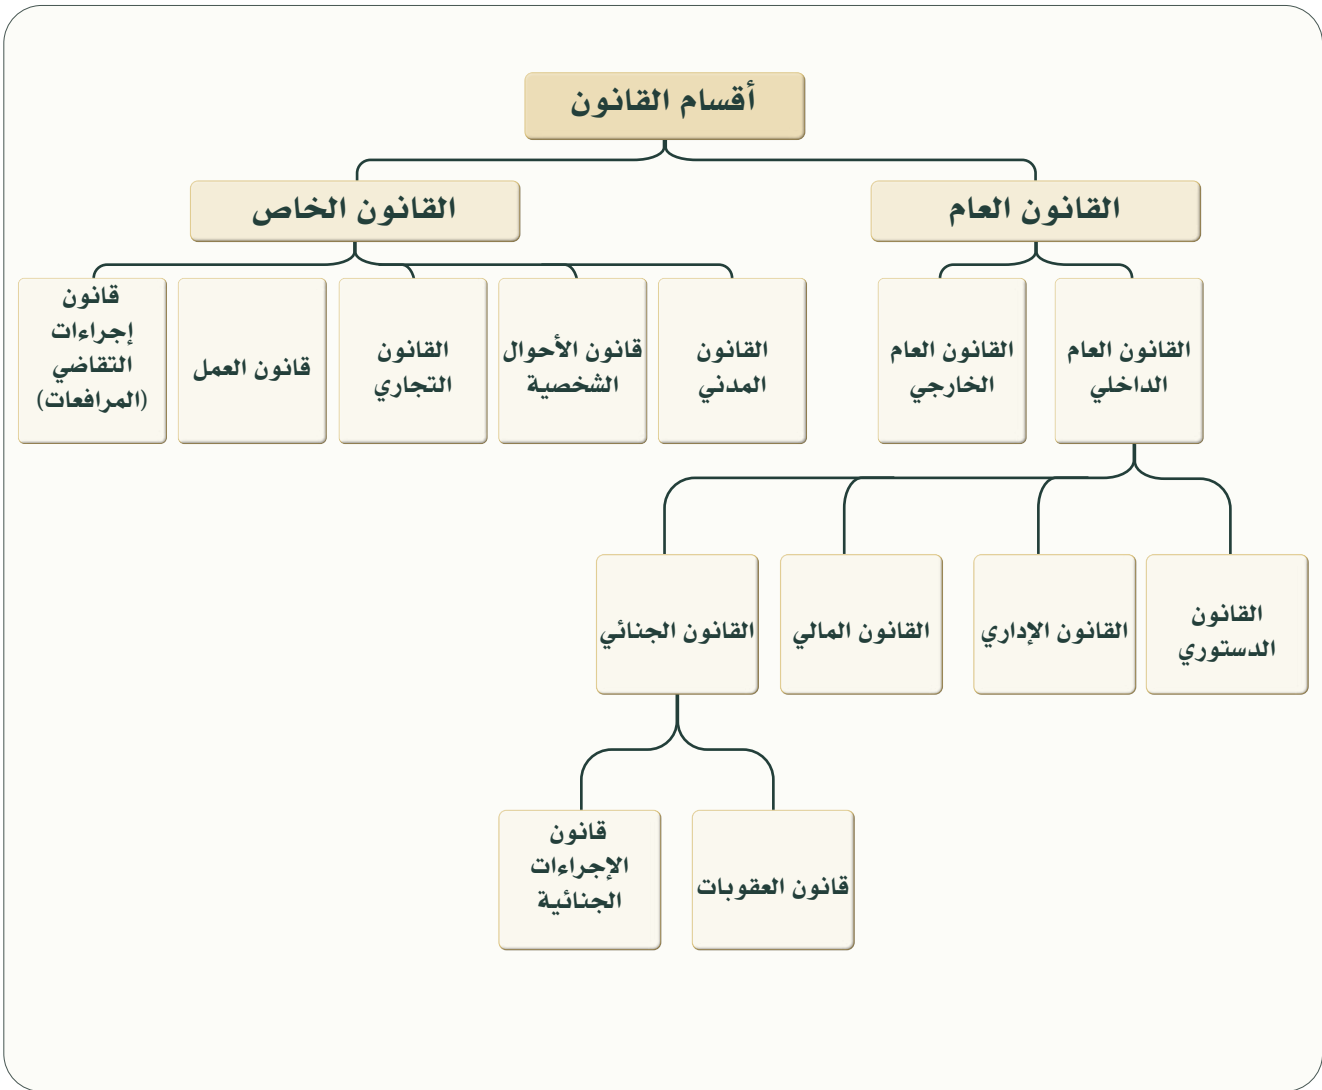 أقسام القانون
القانون العام
القانون الخاص
القانون العام
الداخلي
القانون العام
الخارجي
القانون
المدني
قانون الأحوال
الشخصية
القانون
التجاري
قانون العمل
قانون
إجراءات
التقاضي
(المرافعات)
القانون
الدستوري
القانون الإداري
القانون المالي
القانون الجنائي
قانون العقوبات
قانون
الإجراءات
الجنائية